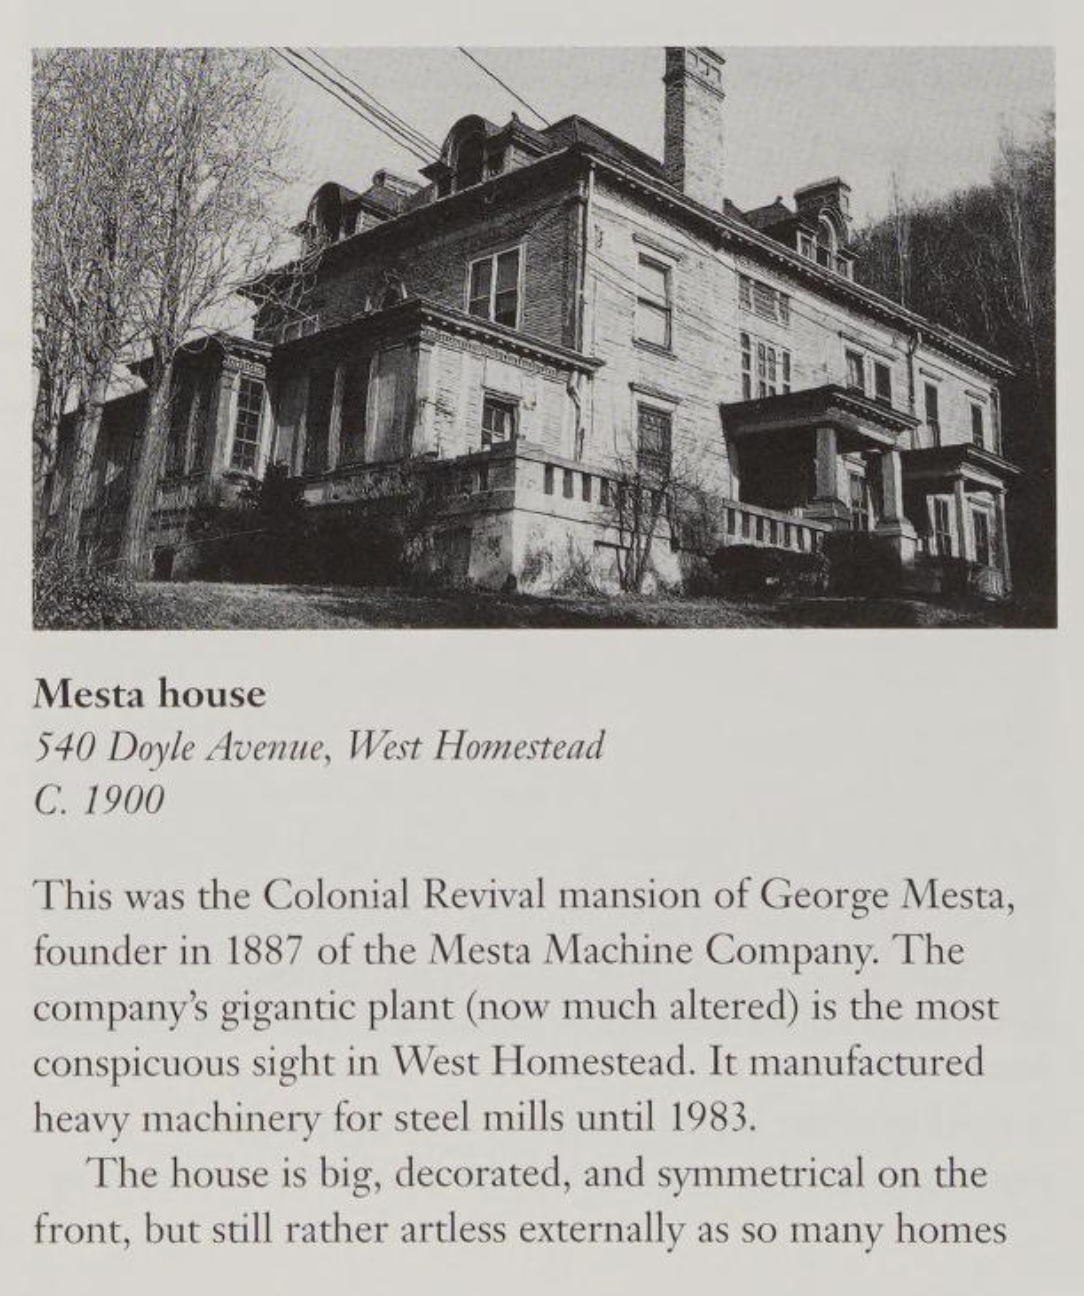 Mesta house
540 Doyle Avenue, West Homestead
C. 1900
This was the Colonial Revival mansion of George Mesta,
founder in 1887 of the Mesta Machine Company. The
company’s gigantic plant (now much altered) is the most
conspicuous sight in West Homestead. It manufactured
heavy machinery for steel mills until 1983.
The house is big, decorated, and symmetrical on the
front, but still rather artless externally as so many homes